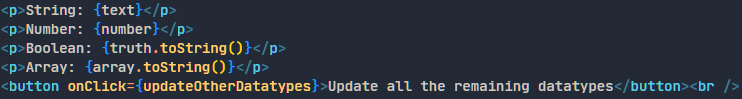 <p>String: {text}</p>
<p>Number: {number}</p>
<p>Boolean: {truth.toString()}</p>
<p>Array: {array.toString()}</p>
<button onClick={updateOtherDatatypes}>Update all the remaining datatypes</button><br />